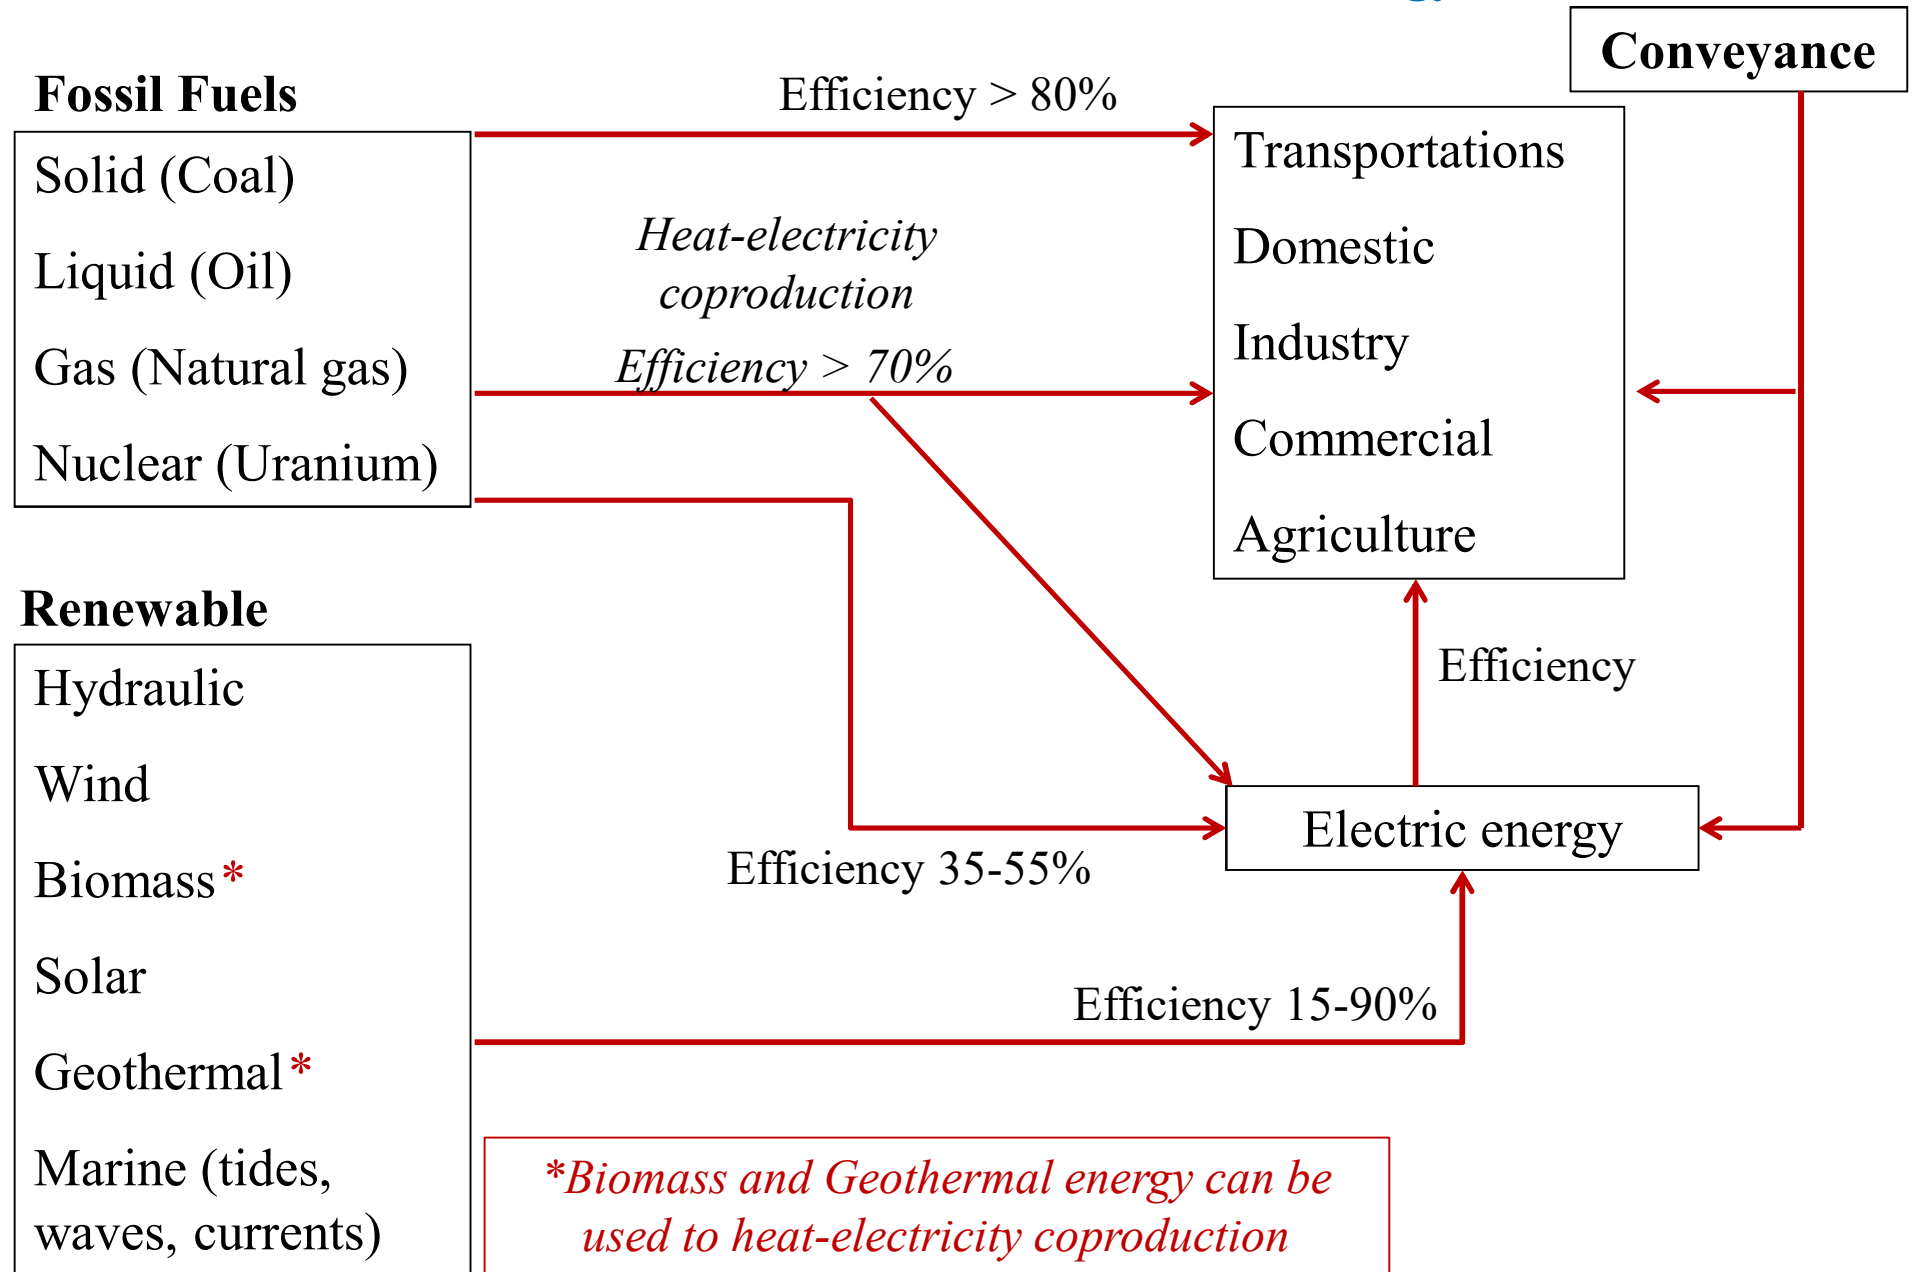 Conveyance
Fossil Fuels
Efficiency > 80%
Solid (Coal)
Liquid (Oil)
Gas (Natural gas)
Nuclear (Uranium)
Heat-electricity
coproduction
Efficiency > 70%
Transportations
Domestic
Industry
Commercial
Agriculture
Renewable
Efficiency
Hydraulic
Wind
Biomass*
Solar
Geothermal*
Marine (tides,
waves, currents)
Electric energy
Efficiency 35-55%
Efficiency 15-90%
*Biomass and Geothermal energy can be
used to heat-electricity coproduction